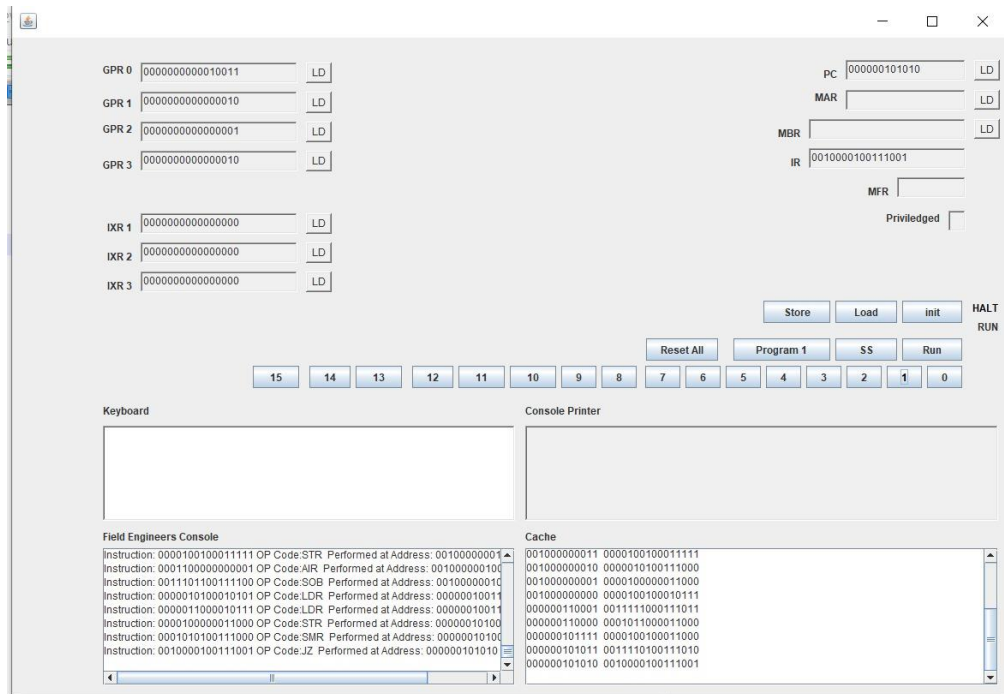 GPR 0 0000000000010011 LD
PC 000000101010 LD
GPR 1 0000000000000010 LD
MAR LD
GPR 2 0000000000000001 LD
MBR LD
GPR 3 0000000000000010 LD
IR 0010000100111001
MFR
Priviledged
IXR 1 0000000000000000 LD
IXR 2 0000000000000000 LD
IXR 3 0000000000000000 LD
Store Load init HALT
RUN
Reset All Program 1 SS Run
15 14 13 12 11 10 9 8 7 6 5 4 3 2 1 0
Keyboard
Console Printer
Field Engineers Console
Instruction: 0000100100011111 OP Code:STR Performed at Address: 00100000001
Instruction: 0001100000000001 OP Code:AIR Performed at Address: 00100000010
Instruction: 0011101100111100 OP Code:SOB Performed at Address: 00100000010
Instruction: 0000010100010101 OP Code:LDR Performed at Address: 00000010011
Instruction: 0000011000010111 OP Code:LDR Performed at Address: 00000010011
Instruction: 0000100000011000 OP Code:STR Performed at Address: 00000010100
Instruction: 0001010100111000 OP Code:SMR Performed at Address: 00000010100
Instruction: 0010000100111001 OP Code:JZ Performed at Address: 000000101010
Cache
001000000011 0000100100011111
001000000010 0000010100111000
001000000001 0000100000011000
001000000000 0000100100010111
000000110001 0011111000111011
000000110000 0001011000011000
000000101111 0000100100011000
000000101011 0011110100111010
000000101010 0010000100111001